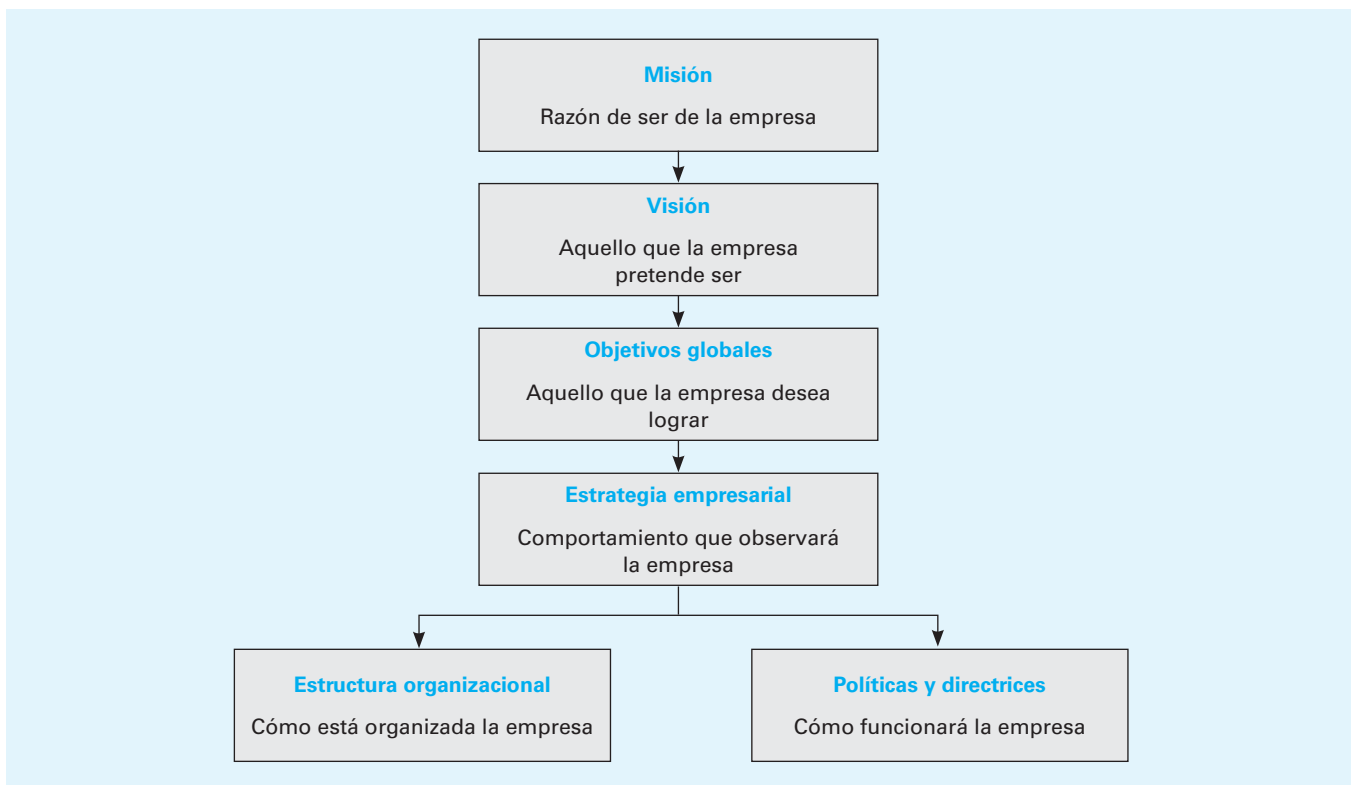 Misión
Razón de ser de la empresa
Visión
Aquello que la empresa
pretende ser
Objetivos globales
Aquello que la empresa desea
lograr
Estrategia empresarial
Comportamiento que observará
la empresa
Estructura organizacional
Cómo está organizada la empresa
Políticas y directrices
Cómo funcionará la empresa